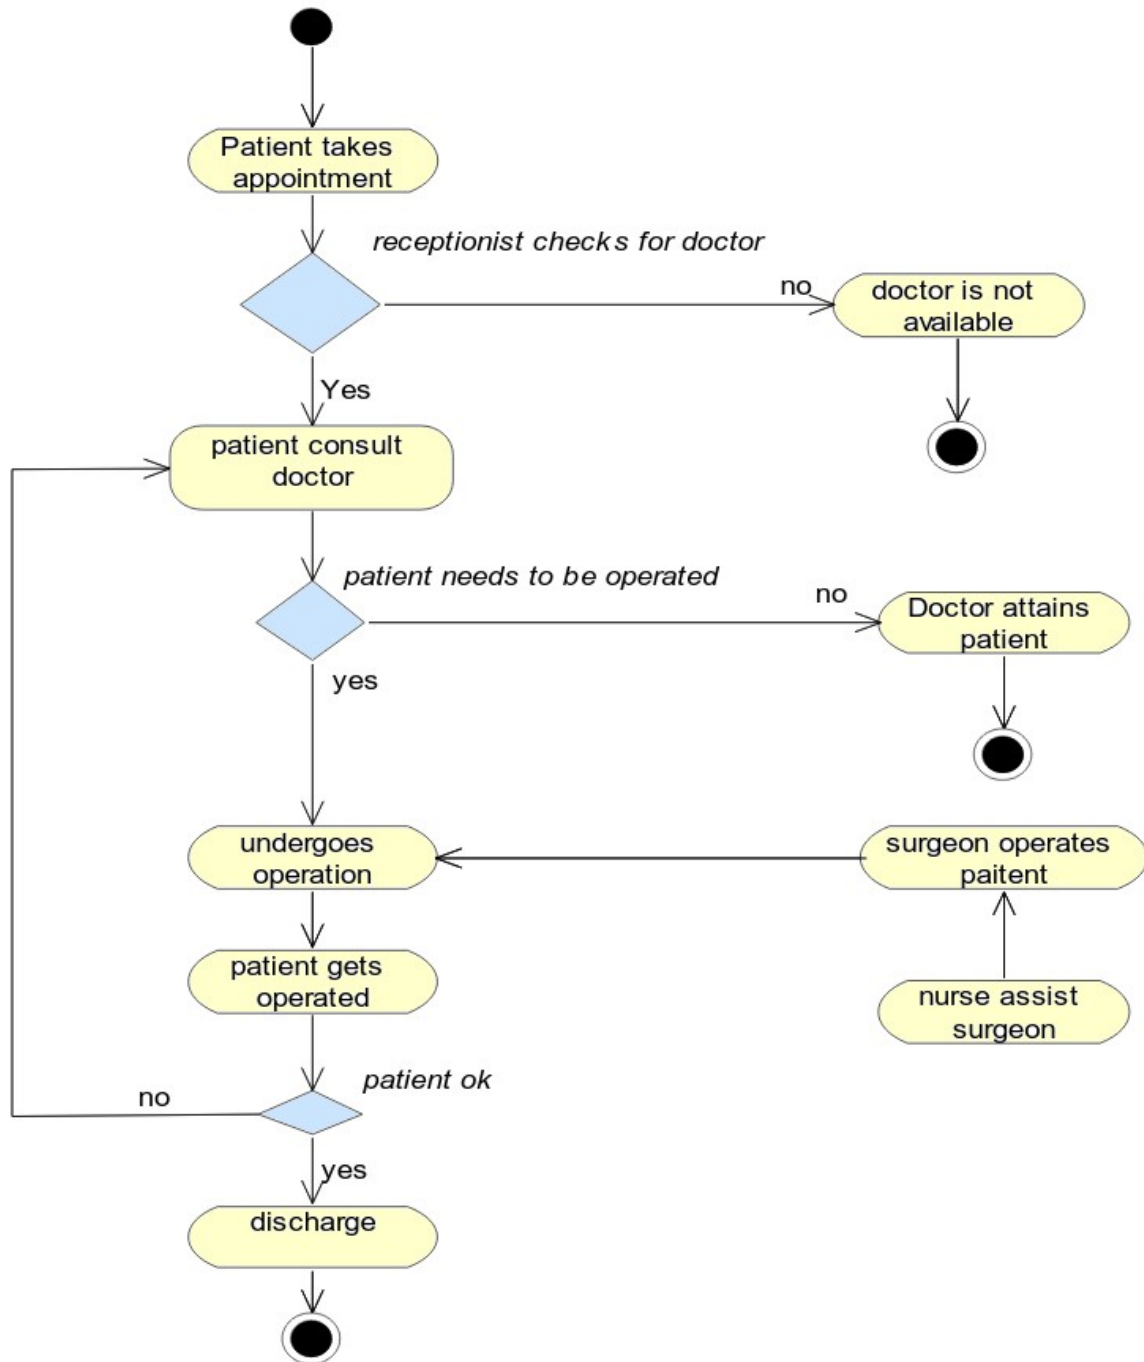 Patient takes
appointment
receptionist checks for doctor
no
doctor is not
available
Yes
patient consult
doctor
patient needs to be operated
no
Doctor attains
patient
yes
undergoes
operation
surgeon operates
paitent
patient gets
operated
nurse assist
surgeon
patient ok
no
yes
discharge